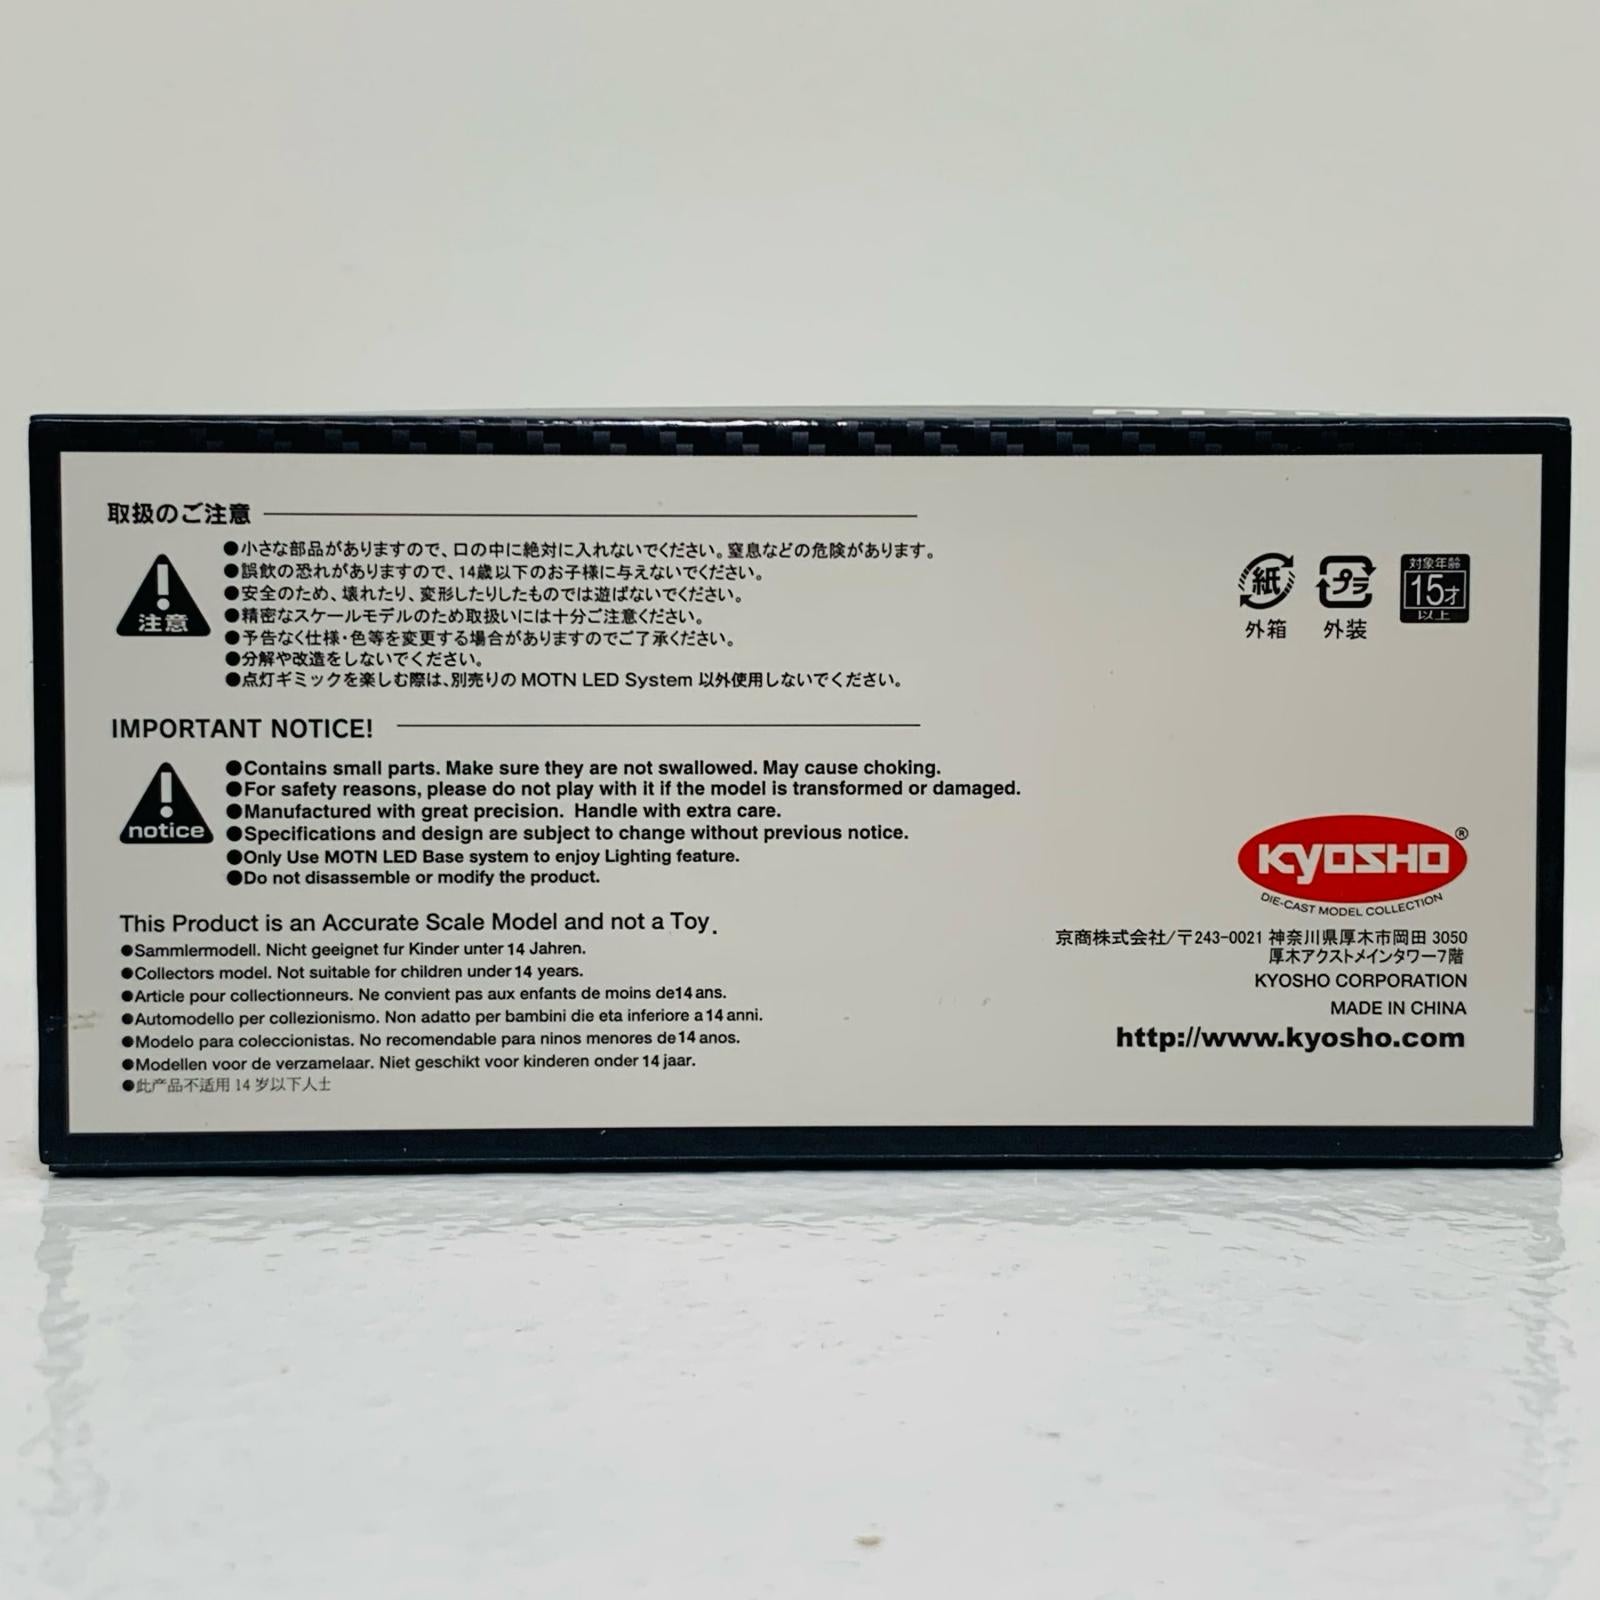 取扱のご注意
注意
●小さな部品がありますので、口の中に絶対に入れないでください。窒息などの危険があります。
●誤飲の恐れがありますので、14歳以下のお子様に与えないでください。
●安全のため、壊れたり、変形したりしたものでは遊ばないでください。
●精密なスケールモデルのため取扱いには十分ご注意ください。
●予告なく仕様・色等を変更する場合がありますのでご了承ください。
●分解や改造をしないでください。
●点灯ギミックを楽しむ際は、別売りの MOTN LED System 以外使用しないでください。
紙
外箱
プラ
外装
対象年齢
15才
以上
IMPORTANT NOTICE!
notice
●Contains small parts. Make sure they are not swallowed. May cause choking.
●For safety reasons, please do not play with it if the model is transformed or damaged.
●Manufactured with great precision. Handle with extra care.
●Specifications and design are subject to change without previous notice.
●Only Use MOTN LED Base system to enjoy Lighting feature.
●Do not disassemble or modify the product.
This Product is an Accurate Scale Model and not a Toy.
●Sammlermodell. Nicht geeignet fur Kinder unter 14 Jahren.
●Collectors model. Not suitable for children under 14 years.
●Article pour collectionneurs. Ne convient pas aux enfants de moins de14 ans.
●Automodello per collezionismo. Non adatto per bambini die eta inferiore a 14 anni.
●Modelo para coleccionistas. No recomendable para ninos menores de 14 anos.
●Modellen voor de verzamelaar. Niet geschikt voor kinderen onder 14 jaar.
●此产品不适用 14 岁以下人士
KYOSHO®
DIE-CAST MODEL COLLECTION
京商株式会社/〒243-0021 神奈川県厚木市岡田 3050
厚木アクストメインタワー7階
KYOSHO CORPORATION
MADE IN CHINA
http://www.kyosho.com